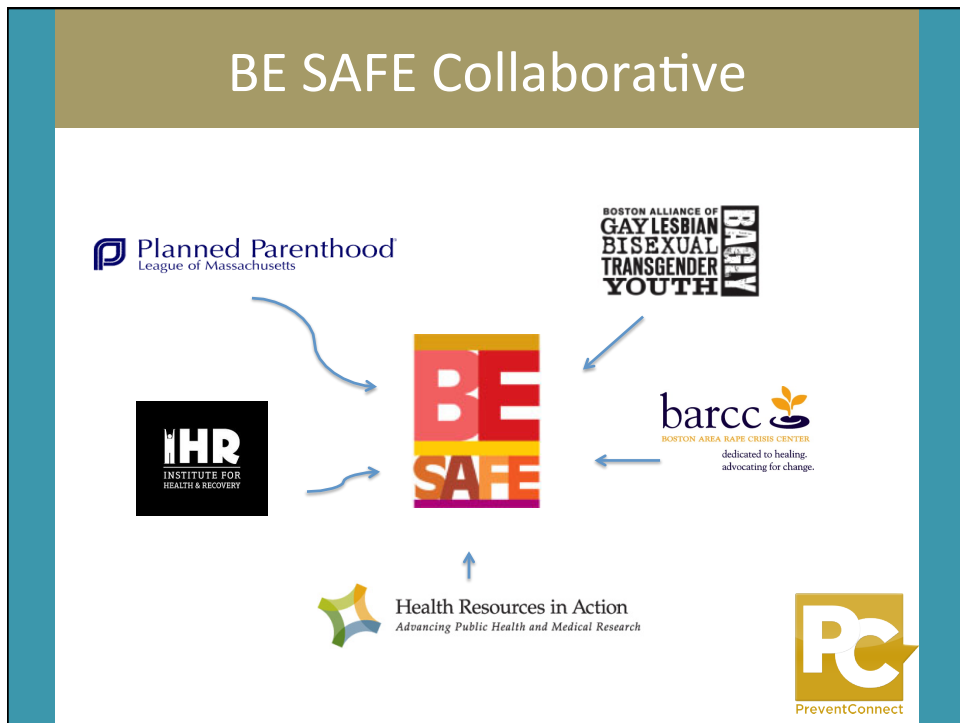 BE SAFE Collaborative
Planned Parenthood
League of Massachusetts
BOSTON ALLIANCE OF
GAY LESBIAN
BISEXUAL
TRANSGENDER
YOUTH
BAGLY
BE
SAFE
IHR
INSTITUTE FOR
HEALTH & RECOVERY
barcc
BOSTON AREA RAPE CRISIS CENTER
dedicated to healing.
advocating for change.
Health Resources in Action
Advancing Public Health and Medical Research
PC
PreventConnect